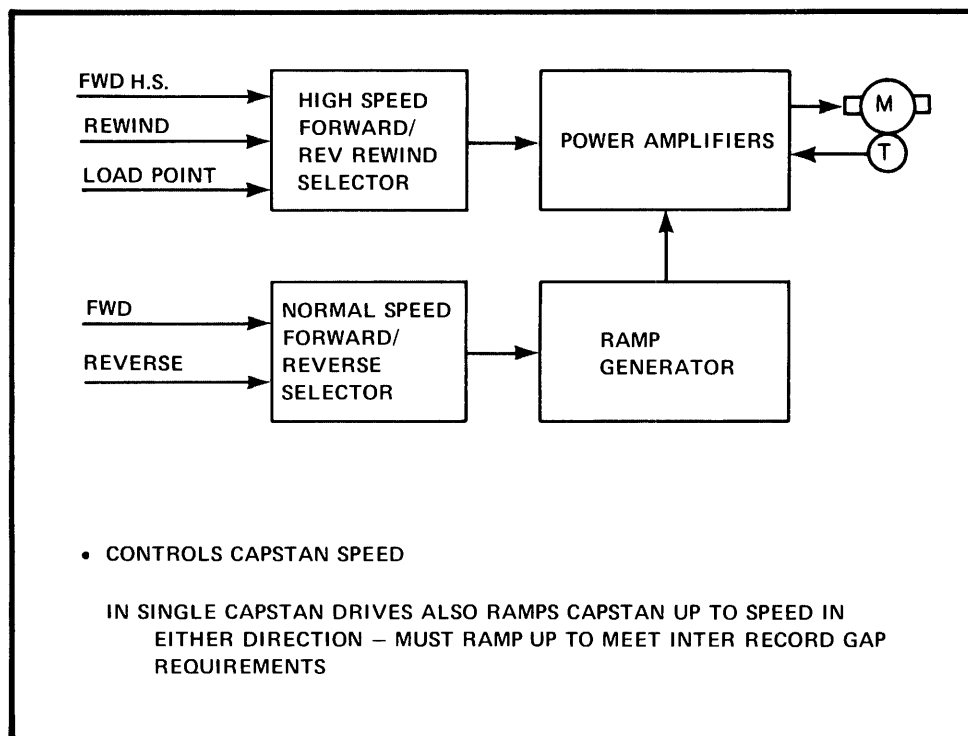 FWD H.S.
REWIND
LOAD POINT
HIGH SPEED
FORWARD/
REV REWIND
SELECTOR
POWER AMPLIFIERS
M
T
FWD
REVERSE
NORMAL SPEED
FORWARD/
REVERSE
SELECTOR
RAMP
GENERATOR
• CONTROLS CAPSTAN SPEED
IN SINGLE CAPSTAN DRIVES ALSO RAMPS CAPSTAN UP TO SPEED IN
EITHER DIRECTION – MUST RAMP UP TO MEET INTER RECORD GAP
REQUIREMENTS